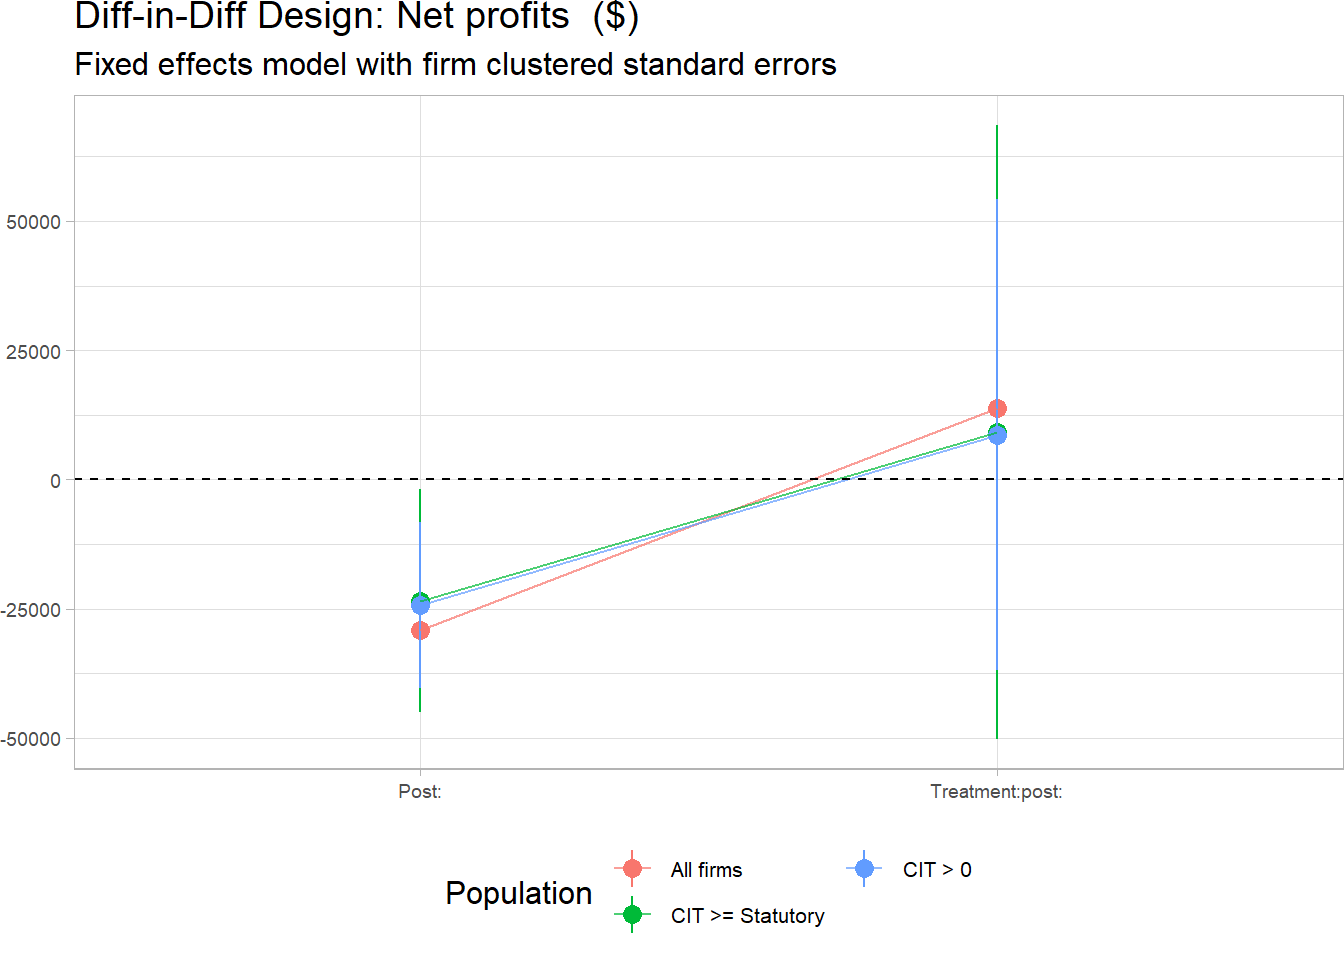 Diff-in-Diff Design: Net profits  ($)
Fixed effects model with firm clustered standard errors
50000
25000
0
-25000
-50000
Post:
Treatment:post:
Population
All firms
CIT > 0
CIT >= Statutory